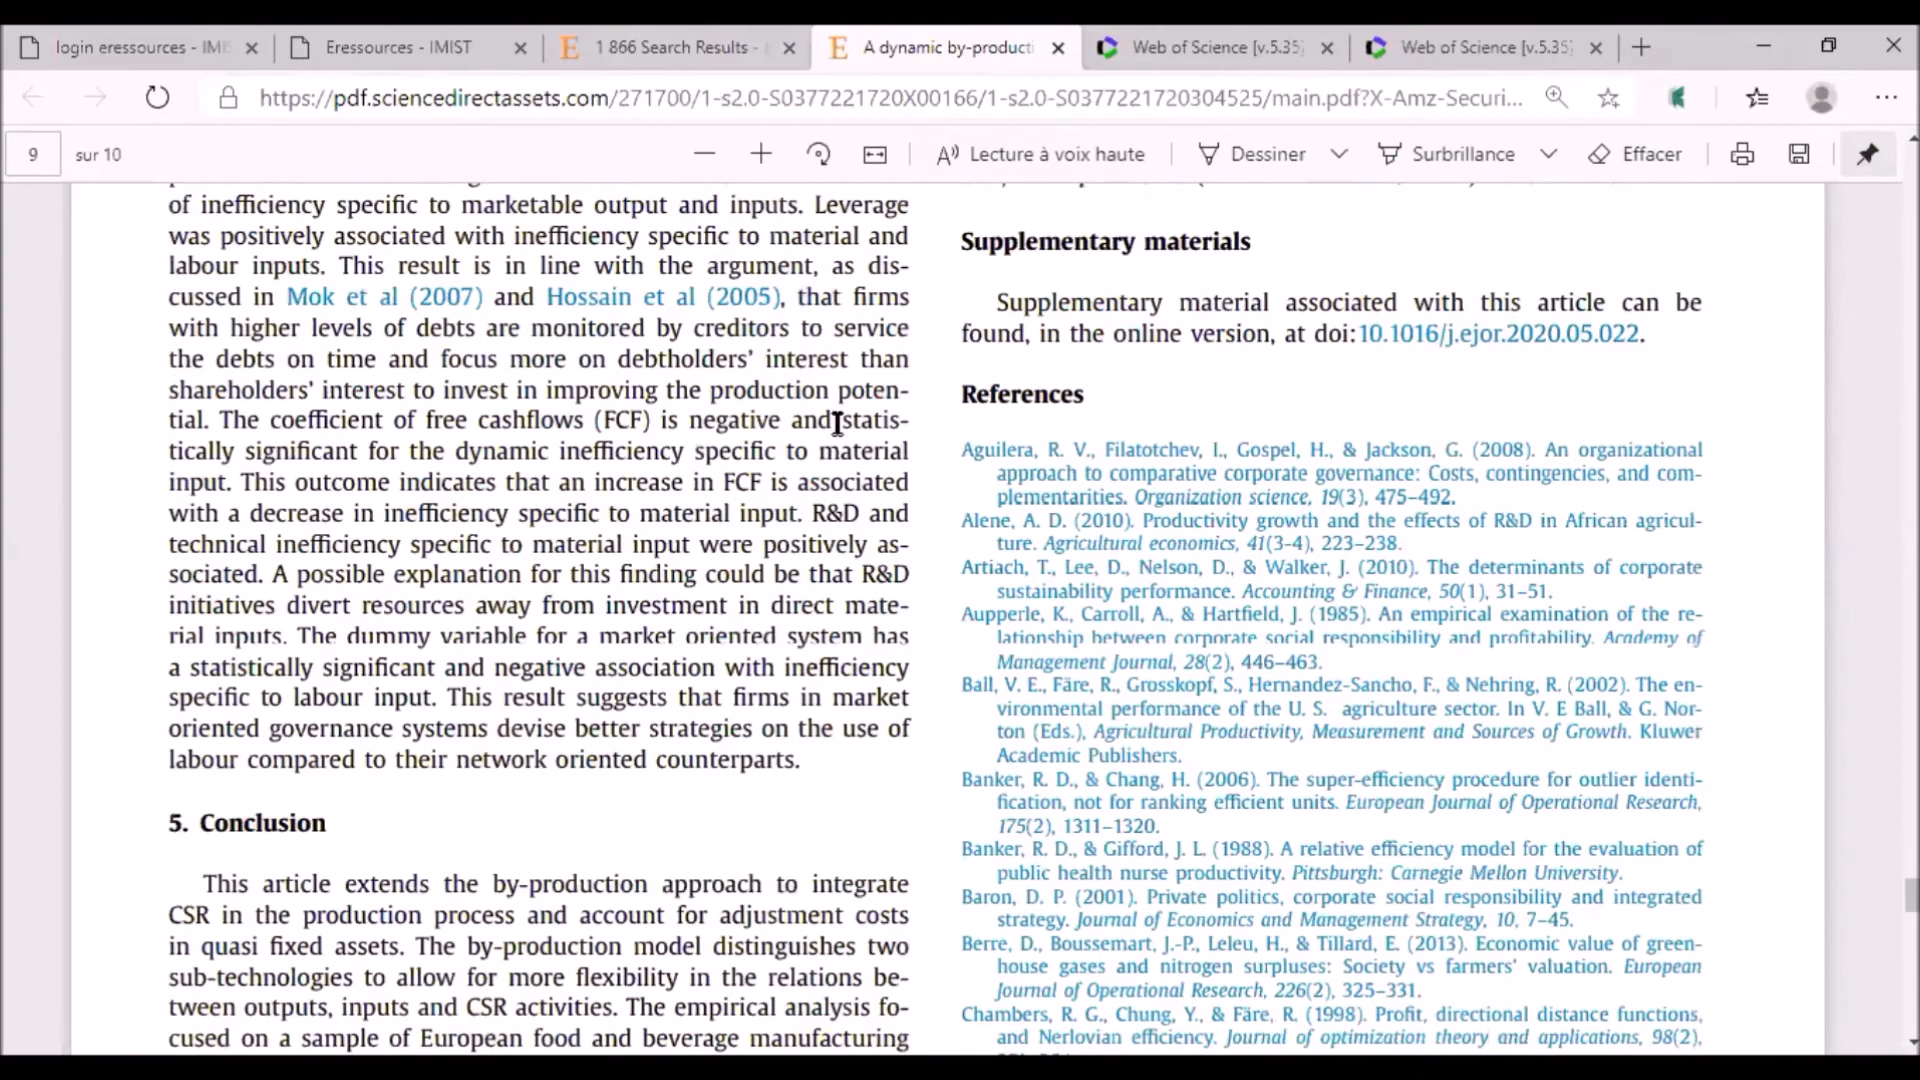 login eressources - IMIS
Eressources - IMIST
1 866 Search Results -
A dynamic by-producti
Web of Science [v.5.35]
Web of Science [v.5.35]
https://pdf.sciencedirectassets.com/271700/1-s2.0-S0377221720X00166/1-s2.0-S0377221720304525/main.pdf?X-Amz-Securi...
9 sur 10
Lecture à voix haute
Dessiner
Surbrillance
Effacer
of inefficiency specific to marketable output and inputs. Leverage
was positively associated with inefficiency specific to material and
labour inputs. This result is in line with the argument, as dis-
cussed in Mok et al (2007) and Hossain et al (2005), that firms
with higher levels of debts are monitored by creditors to service
the debts on time and focus more on debtholders' interest than
shareholders' interest to invest in improving the production poten-
tial. The coefficient of free cashflows (FCF) is negative and statis-
tically significant for the dynamic inefficiency specific to material
input. This outcome indicates that an increase in FCF is associated
with a decrease in inefficiency specific to material input. R&D and
technical inefficiency specific to material input were positively as-
sociated. A possible explanation for this finding could be that R&D
initiatives divert resources away from investment in direct mate-
rial inputs. The dummy variable for a market oriented system has
a statistically significant and negative association with inefficiency
specific to labour input. This result suggests that firms in market
oriented governance systems devise better strategies on the use of
labour compared to their network oriented counterparts.
5. Conclusion
This article extends the by-production approach to integrate
CSR in the production process and account for adjustment costs
in quasi fixed assets. The by-production model distinguishes two
sub-technologies to allow for more flexibility in the relations be-
tween outputs, inputs and CSR activities. The empirical analysis fo-
cused on a sample of European food and beverage manufacturing
Supplementary materials
Supplementary material associated with this article can be
found, in the online version, at doi:10.1016/j.ejor.2020.05.022.
References
Aguilera, R. V., Filatotchev, I., Gospel, H., & Jackson, G. (2008). An organizational
approach to comparative corporate governance: Costs, contingencies, and com-
plementarities. Organization science, 19(3), 475–492.
Alene, A. D. (2010). Productivity growth and the effects of R&D in African agricul-
ture. Agricultural economics, 41(3-4), 223–238.
Artiach, T., Lee, D., Nelson, D., & Walker, J. (2010). The determinants of corporate
sustainability performance. Accounting & Finance, 50(1), 31–51.
Aupperle, K., Carroll, A., & Hartfield, J. (1985). An empirical examination of the re-
lationship between corporate social responsibility and profitability. Academy of
Management Journal, 28(2), 446–463.
Ball, V. E., Färe, R., Grosskopf, S., Hernandez-Sancho, F., & Nehring, R. (2002). The en-
vironmental performance of the U. S. agriculture sector. In V. E Ball, & G. Nor-
ton (Eds.), Agricultural Productivity, Measurement and Sources of Growth. Kluwer
Academic Publishers.
Banker, R. D., & Chang, H. (2006). The super-efficiency procedure for outlier identi-
fication, not for ranking efficient units. European Journal of Operational Research,
175(2), 1311–1320.
Banker, R. D., & Gifford, J. L. (1988). A relative efficiency model for the evaluation of
public health nurse productivity. Pittsburgh: Carnegie Mellon University.
Baron, D. P. (2001). Private politics, corporate social responsibility and integrated
strategy. Journal of Economics and Management Strategy, 10, 7–45.
Berre, D., Boussemart, J.-P., Leleu, H., & Tillard, E. (2013). Economic value of green-
house gases and nitrogen surpluses: Society vs farmers' valuation. European
Journal of Operational Research, 226(2), 325–331.
Chambers, R. G., Chung, Y., & Färe, R. (1998). Profit, directional distance functions,
and Nerlovian efficiency. Journal of optimization theory and applications, 98(2),